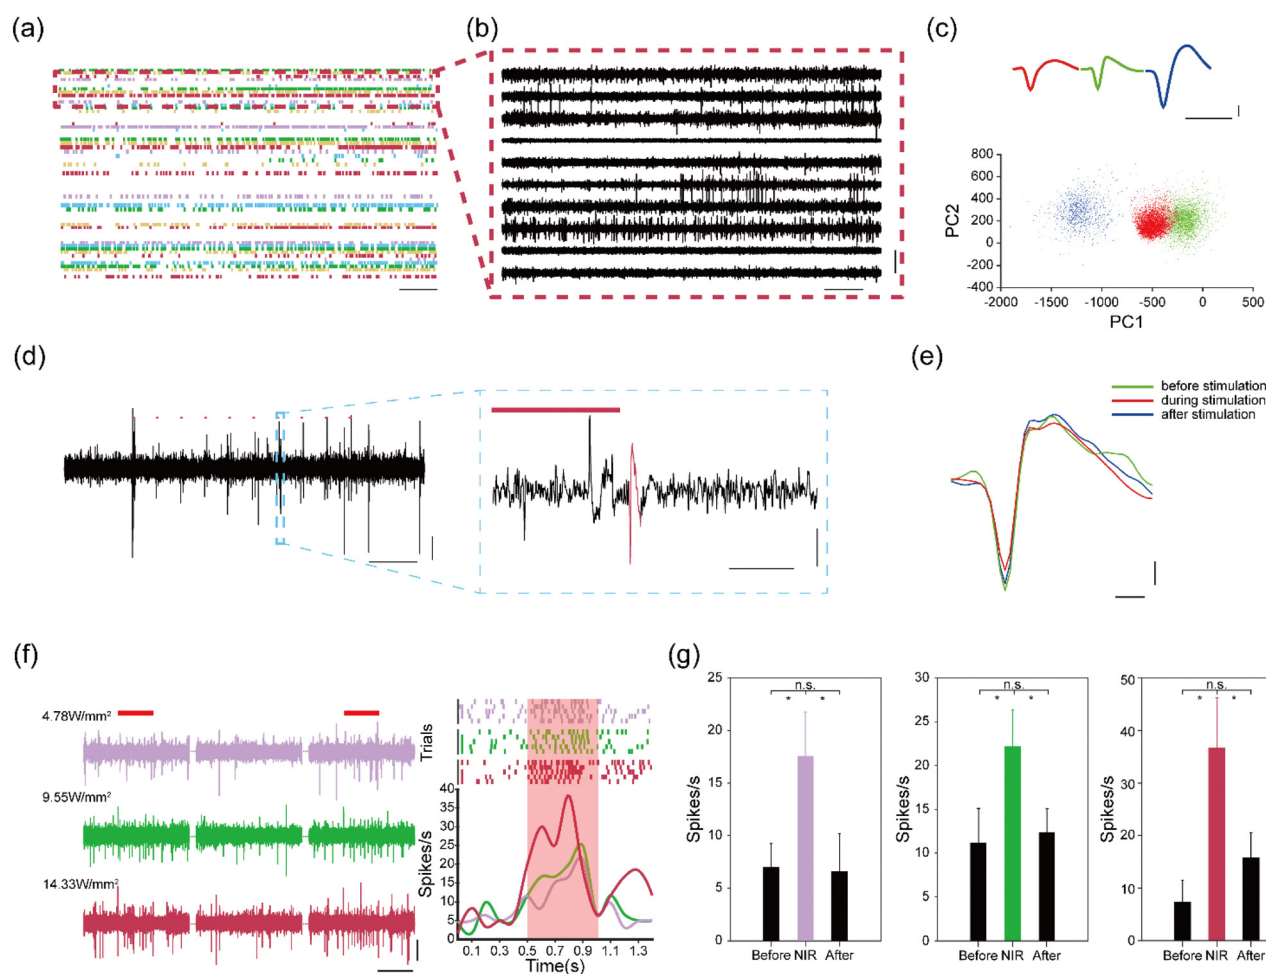 (a)
(b)
(c)
800
600
400
200
0
-200
-400
PC2
-2000 -1500 -1000 -500 0 500
PC1
(d)
(e)
before stimulation
during stimulation
after stimulation
(f)
4.78W/mm²
9.55W/mm²
14.33W/mm²
Trials
40
35
30
25
20
15
10
5
0
Spikes/s
0.1 0.3 0.5 0.7 0.9 1.1 1.3
Time(s)
(g)
25
20
15
10
5
0
Spikes/s
n.s.
* *
Before NIR After
30
25
20
15
10
5
0
Spikes/s
n.s.
* *
Before NIR After
50
40
30
20
10
0
Spikes/s
n.s.
* *
Before NIR After